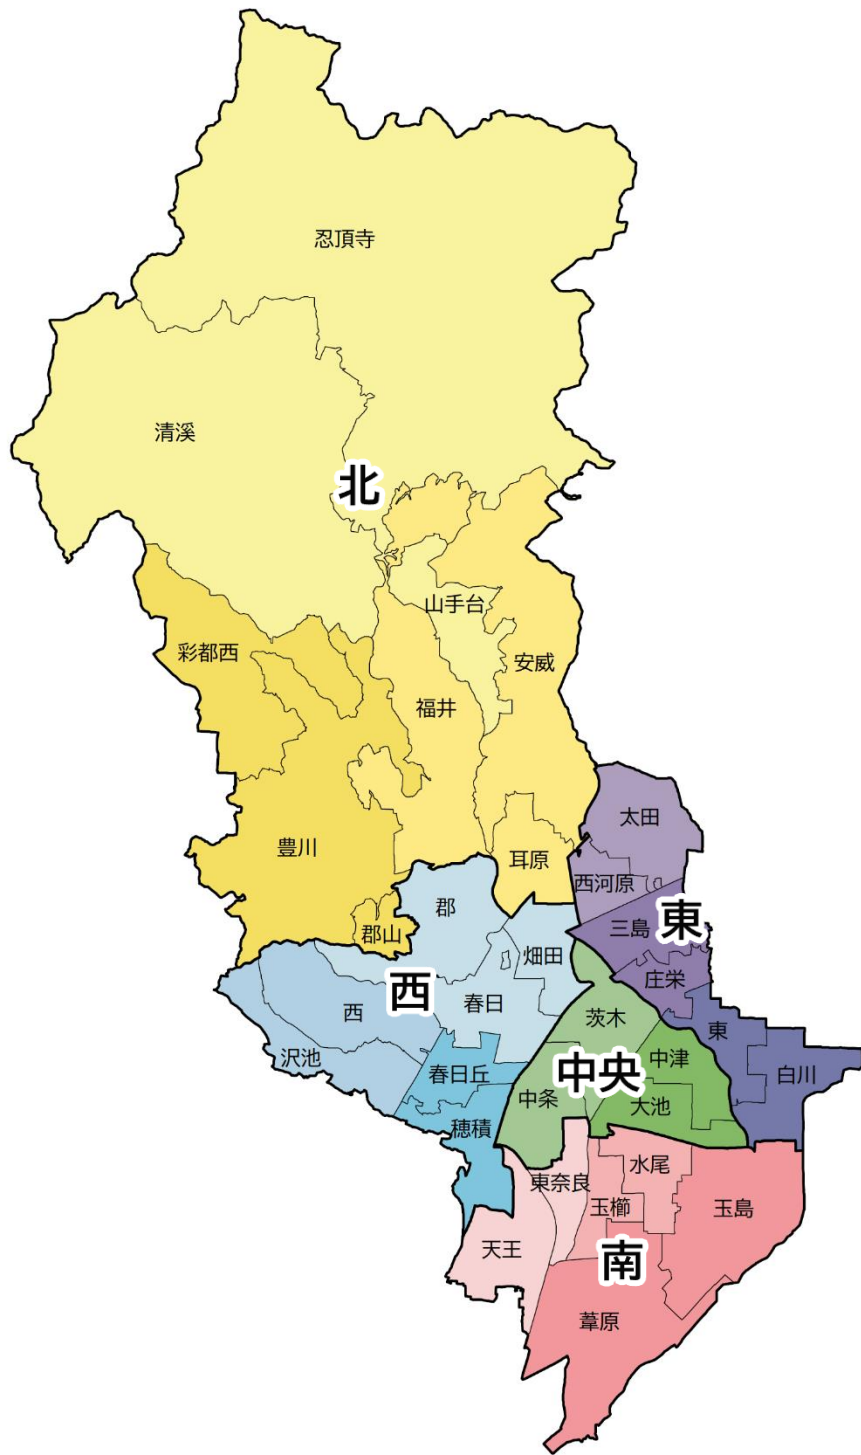 忍頂寺
清溪
北
山手台
彩都西
安威
福井
太田
豊川
耳原
西河原
郡
三島
東
郡山
畑田
庄栄
西
春日
西
茨木
東
沢池
中津
春日丘
中央
白川
中条
大池
穂積
水尾
東奈良
玉櫛
玉島
天王
南
葦原